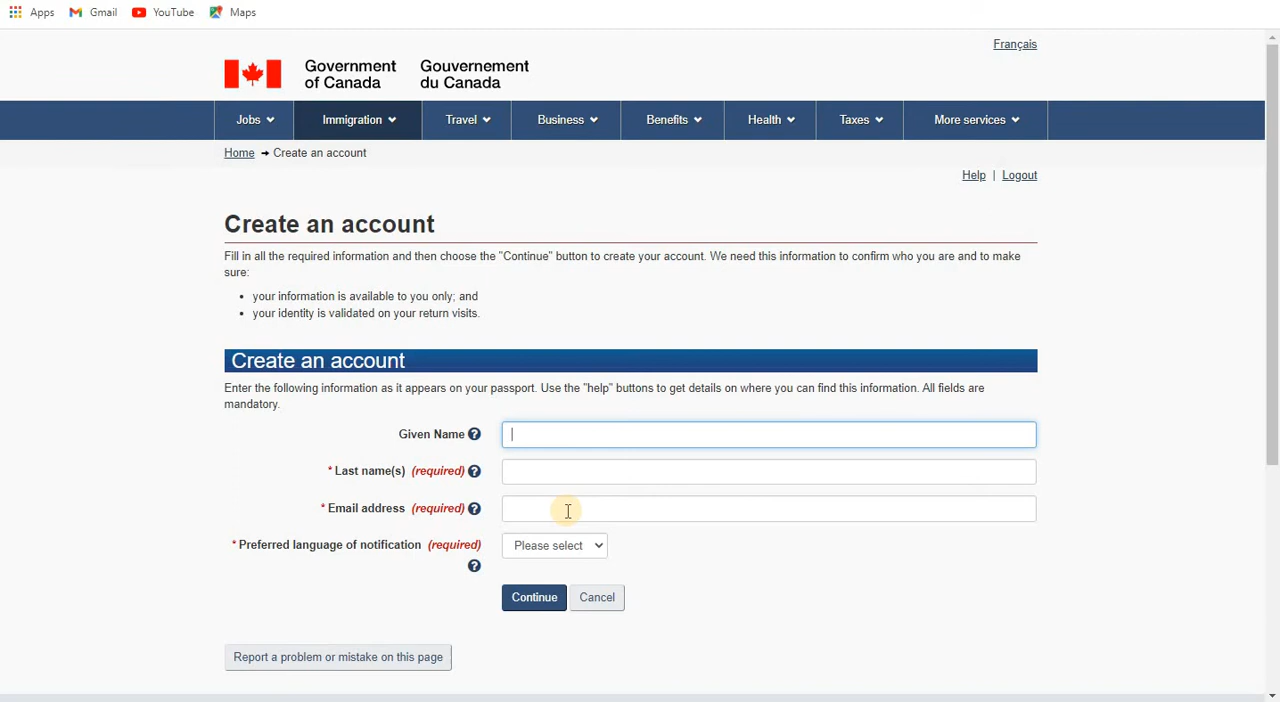 Apps Gmail YouTube Maps
Français
Government Gouvernement
of Canada du Canada
Jobs Immigration Travel Business Benefits Health Taxes More services
Home → Create an account
Help | Logout
Create an account
Fill in all the required information and then choose the "Continue" button to create your account. We need this information to confirm who you are and to make
sure:
• your information is available to you only; and
• your identity is validated on your return visits.
Create an account
Enter the following information as it appears on your passport. Use the "help" buttons to get details on where you can find this information. All fields are
mandatory.
Given Name ?
* Last name(s) (required) ?
* Email address (required) ?
* Preferred language of notification (required) Please select
?
Continue Cancel
Report a problem or mistake on this page